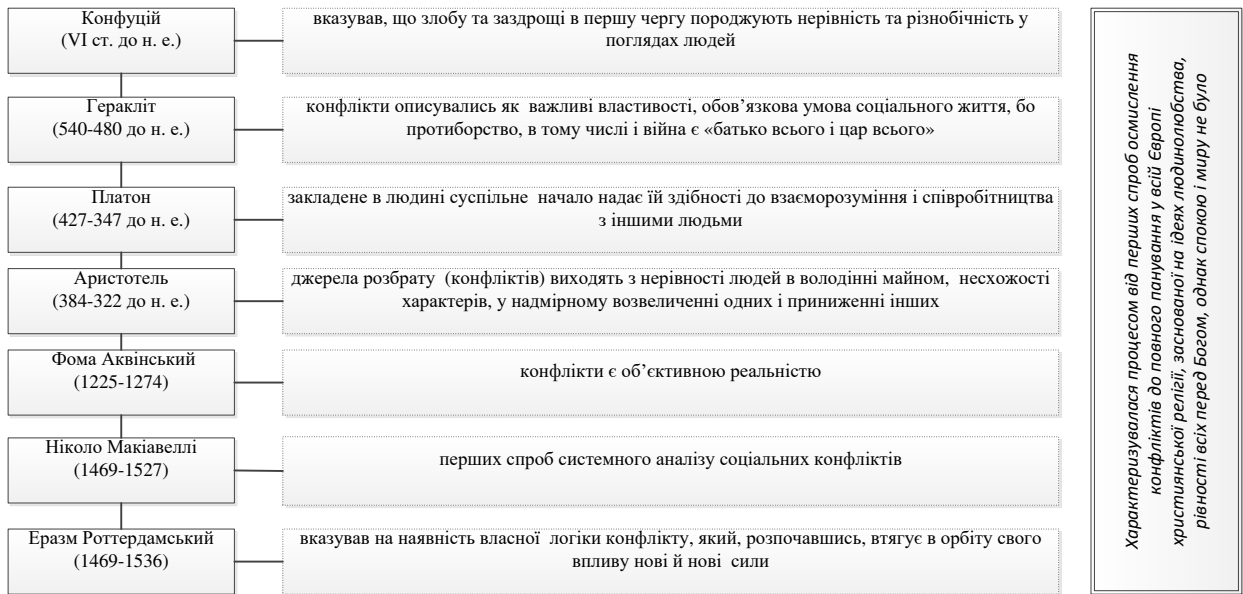 Конфуцій
(VI ст. до н. е.)
вказував, що злобу та заздрощі в першу чергу породжують нерівність та різнобічність у
поглядах людей
Геракліт
(540-480 до н. е.)
конфлікти описувались як важливі властивості, обов’язкова умова соціального життя, бо
протиборство, в тому числі і війна є «батько всього і цар всього»
Платон
(427-347 до н. е.)
закладене в людині суспільне начало надає їй здібності до взаєморозуміння і співробітництва
з іншими людьми
Аристотель
(384-322 до н. е.)
джерела розбрату (конфліктів) виходять з нерівності людей в володінні майном, несхожості
характерів, у надмірному возвеличенні одних і приниженні інших
Фома Аквінський
(1225-1274)
конфлікти є об’єктивною реальністю
Ніколо Макіавеллі
(1469-1527)
перших спроб системного аналізу соціальних конфліктів
Еразм Роттердамський
(1469-1536)
вказував на наявність власної логіки конфлікту, який, розпочавшись, втягує в орбіту свого
впливу нові й нові сили
Характеризувалася процесом від перших спроб осмислення
конфліктів до повного панування у всій Європі
християнської релігії, заснованої на ідеях людинолюбства,
рівності всіх перед Богом, однак спокою і миру не було